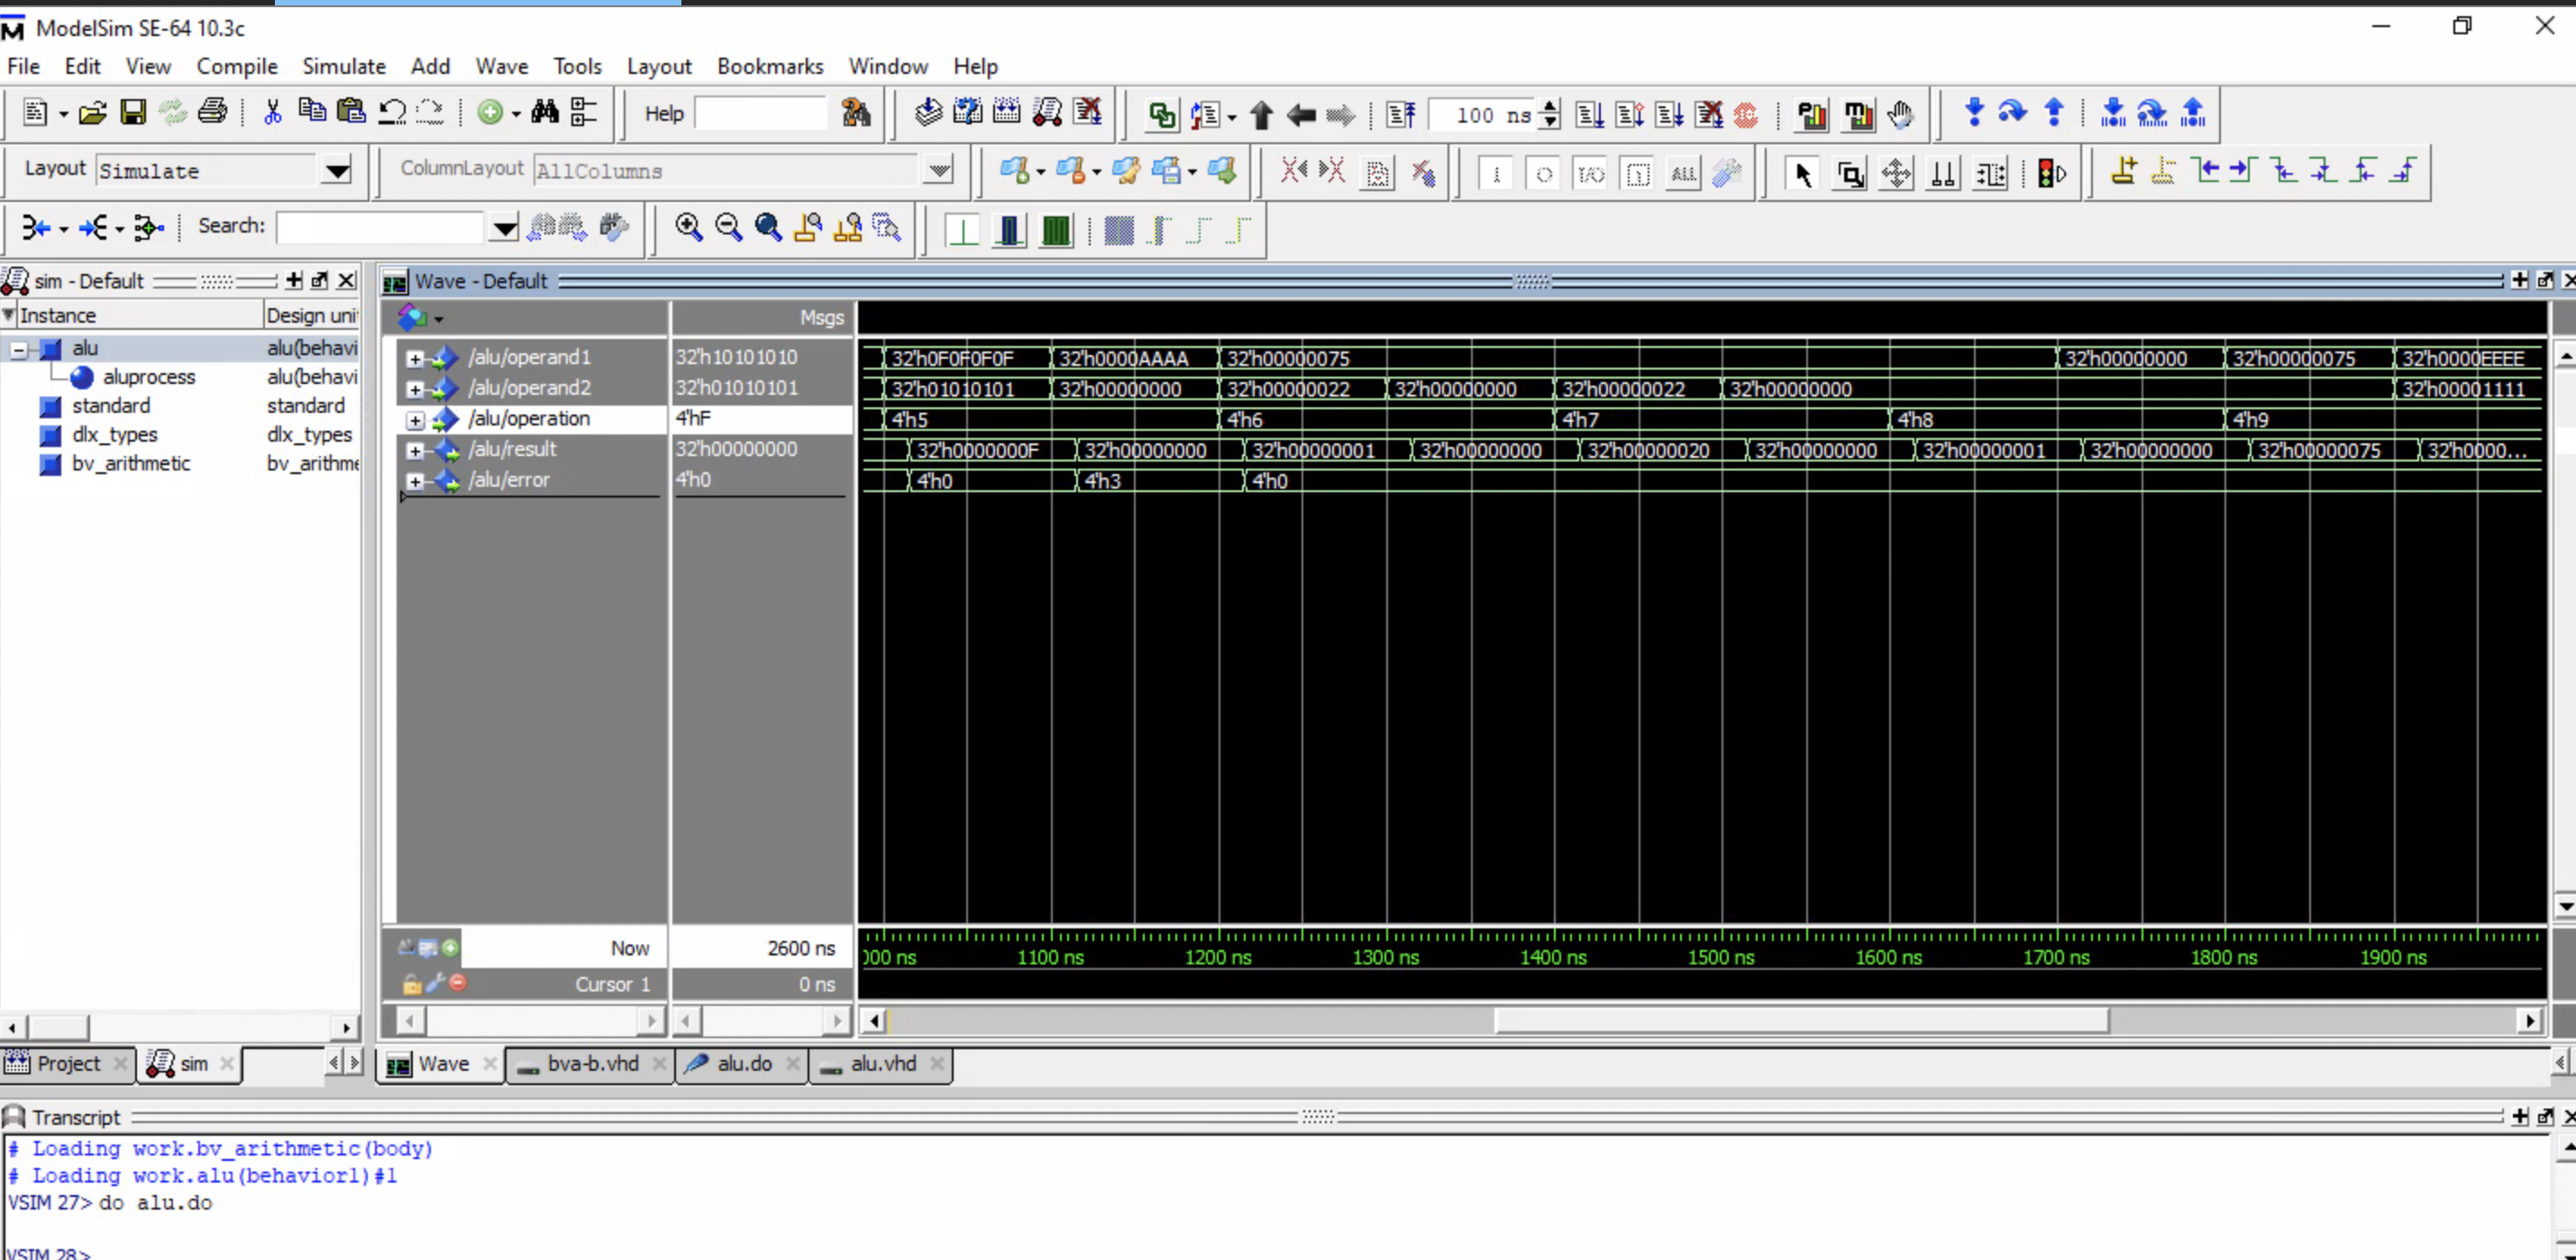 ModelSim SE-64 10.3c
File Edit View Compile Simulate Add Wave Tools Layout Bookmarks Window Help
Help 100 ns
Layout Simulate ColumnLayout AllColumns ALL
Search:
sim - Default
Instance Design unit
alu alu(behavi
aluprocess alu(behavi
standard standard
dlx_types dlx_types
bv_arithmetic bv_arithme
Wave - Default
Msgs
/alu/operand1 32'h10101010 32'h0F0F0F0F 32'h0000AAAA 32'h00000075 32'h00000000 32'h00000075 32'h0000EEEE
/alu/operand2 32'h01010101 32'h01010101 32'h00000000 32'h00000022 32'h00000000 32'h00000022 32'h00000000 32'h00001111
/alu/operation 4'hF 4'h5 4'h6 4'h7 4'h8 4'h9
/alu/result 32'h00000000 32'h0000000F 32'h00000000 32'h00000001 32'h00000000 32'h00000020 32'h00000000 32'h00000001 32'h00000000 32'h00000075 32'h0000...
/alu/error 4'h0 4'h0 4'h3 4'h0
Now 2600 ns
000 ns 1100 ns 1200 ns 1300 ns 1400 ns 1500 ns 1600 ns 1700 ns 1800 ns 1900 ns
Cursor 1 0 ns
Project sim
Wave bva-b.vhd alu.do alu.vhd
Transcript
# Loading work.bv_arithmetic(body)
# Loading work.alu(behavior1)#1
VSIM 27> do alu.do
VSIM 28>